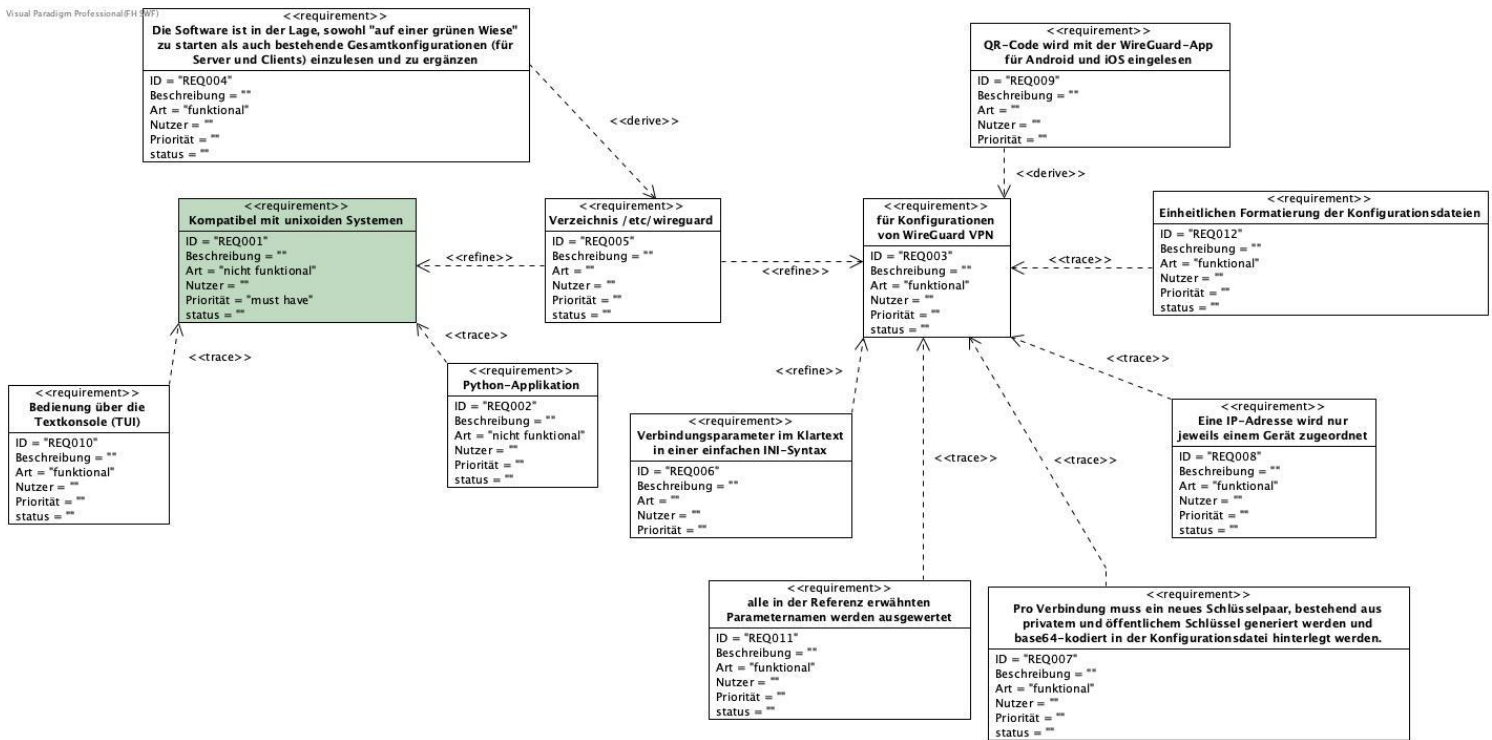 Visual Paradigm Professional(FH SWF)
<<requirement>>
Die Software ist in der Lage, sowohl "auf einer grünen Wiese"
zu starten als auch bestehende Gesamtkonfigurationen (für
Server und Clients) einzulesen und zu ergänzen
ID = "REQ004"
Beschreibung = ""
Art = "funktional"
Nutzer = ""
Priorität = ""
status = ""
<<derive>>
<<requirement>>
QR-Code wird mit der WireGuard-App
für Android und iOS eingelesen
ID = "REQ009"
Beschreibung = ""
Art = ""
Nutzer = ""
Priorität = ""
<<derive>>
<<requirement>>
Kompatibel mit unixoiden Systemen
ID = "REQ001"
Beschreibung = ""
Art = "nicht funktional"
Nutzer = ""
Priorität = "must have"
status = ""
<<refine>>
<<requirement>>
Verzeichnis /etc/wireguard
ID = "REQ005"
Beschreibung = ""
Art = ""
Nutzer = ""
Priorität = ""
status = ""
<<refine>>
<<requirement>>
für Konfigurationen
von WireGuard VPN
ID = "REQ003"
Beschreibung = ""
Art = "funktional"
Nutzer = ""
Priorität = ""
status = ""
<<trace>>
<<requirement>>
Einheitlichen Formatierung der Konfigurationsdateien
ID = "REQ012"
Beschreibung = ""
Art = "funktional"
Nutzer = ""
Priorität = ""
status = ""
<<trace>>
<<trace>>
<<requirement>>
Bedienung über die
Textkonsole (TUI)
ID = "REQ010"
Beschreibung = ""
Art = "funktional"
Nutzer = ""
Priorität = ""
status = ""
<<requirement>>
Python-Applikation
ID = "REQ002"
Beschreibung = ""
Art = "nicht funktional"
Nutzer = ""
Priorität = ""
status = ""
<<refine>>
<<requirement>>
Verbindungsparameter im Klartext
in einer einfachen INI-Syntax
ID = "REQ006"
Beschreibung = ""
Art = ""
Nutzer = ""
Priorität = ""
<<trace>>
<<trace>>
<<trace>>
<<requirement>>
Eine IP-Adresse wird nur
jeweils einem Gerät zugeordnet
ID = "REQ008"
Beschreibung = ""
Art = "funktional"
Nutzer = ""
Priorität = ""
status = ""
<<requirement>>
alle in der Referenz erwähnten
Parameternamen werden ausgewertet
ID = "REQ011"
Beschreibung = ""
Art = "funktional"
Nutzer = ""
Priorität = ""
status = ""
<<requirement>>
Pro Verbindung muss ein neues Schlüsselpaar, bestehend aus
privatem und öffentlichem Schlüssel generiert werden und
base64-kodiert in der Konfigurationsdatei hinterlegt werden.
ID = "REQ007"
Beschreibung = ""
Art = "funktional"
Nutzer = ""
Priorität = ""
status = ""